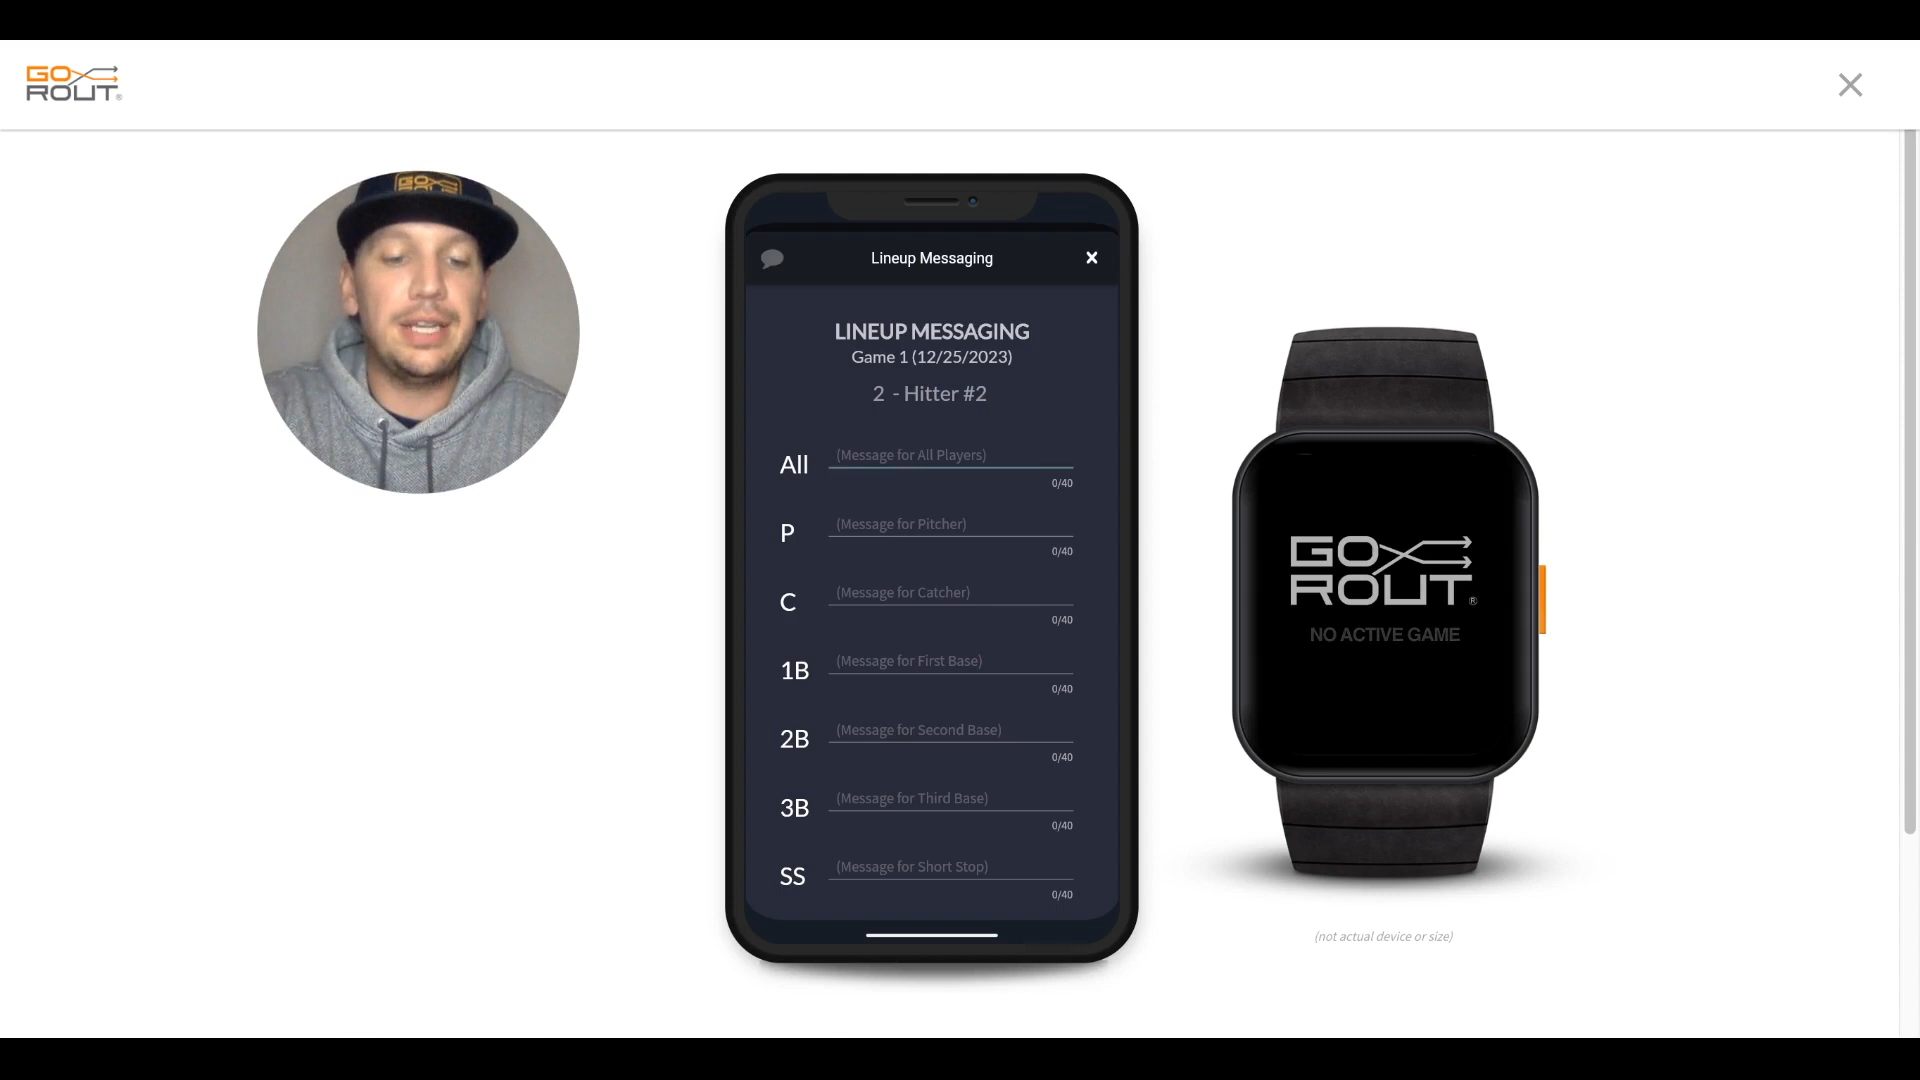 GO
ROUT®
GO
Lineup Messaging
LINEUP MESSAGING
Game 1 (12/25/2023)
2 - Hitter #2
All (Message for All Players)
0/40
P (Message for Pitcher)
0/40
C (Message for Catcher)
0/40
1B (Message for First Base)
0/40
2B (Message for Second Base)
0/40
3B (Message for Third Base)
0/40
SS (Message for Short Stop)
0/40
GO
ROUT®
NO ACTIVE GAME
(not actual device or size)